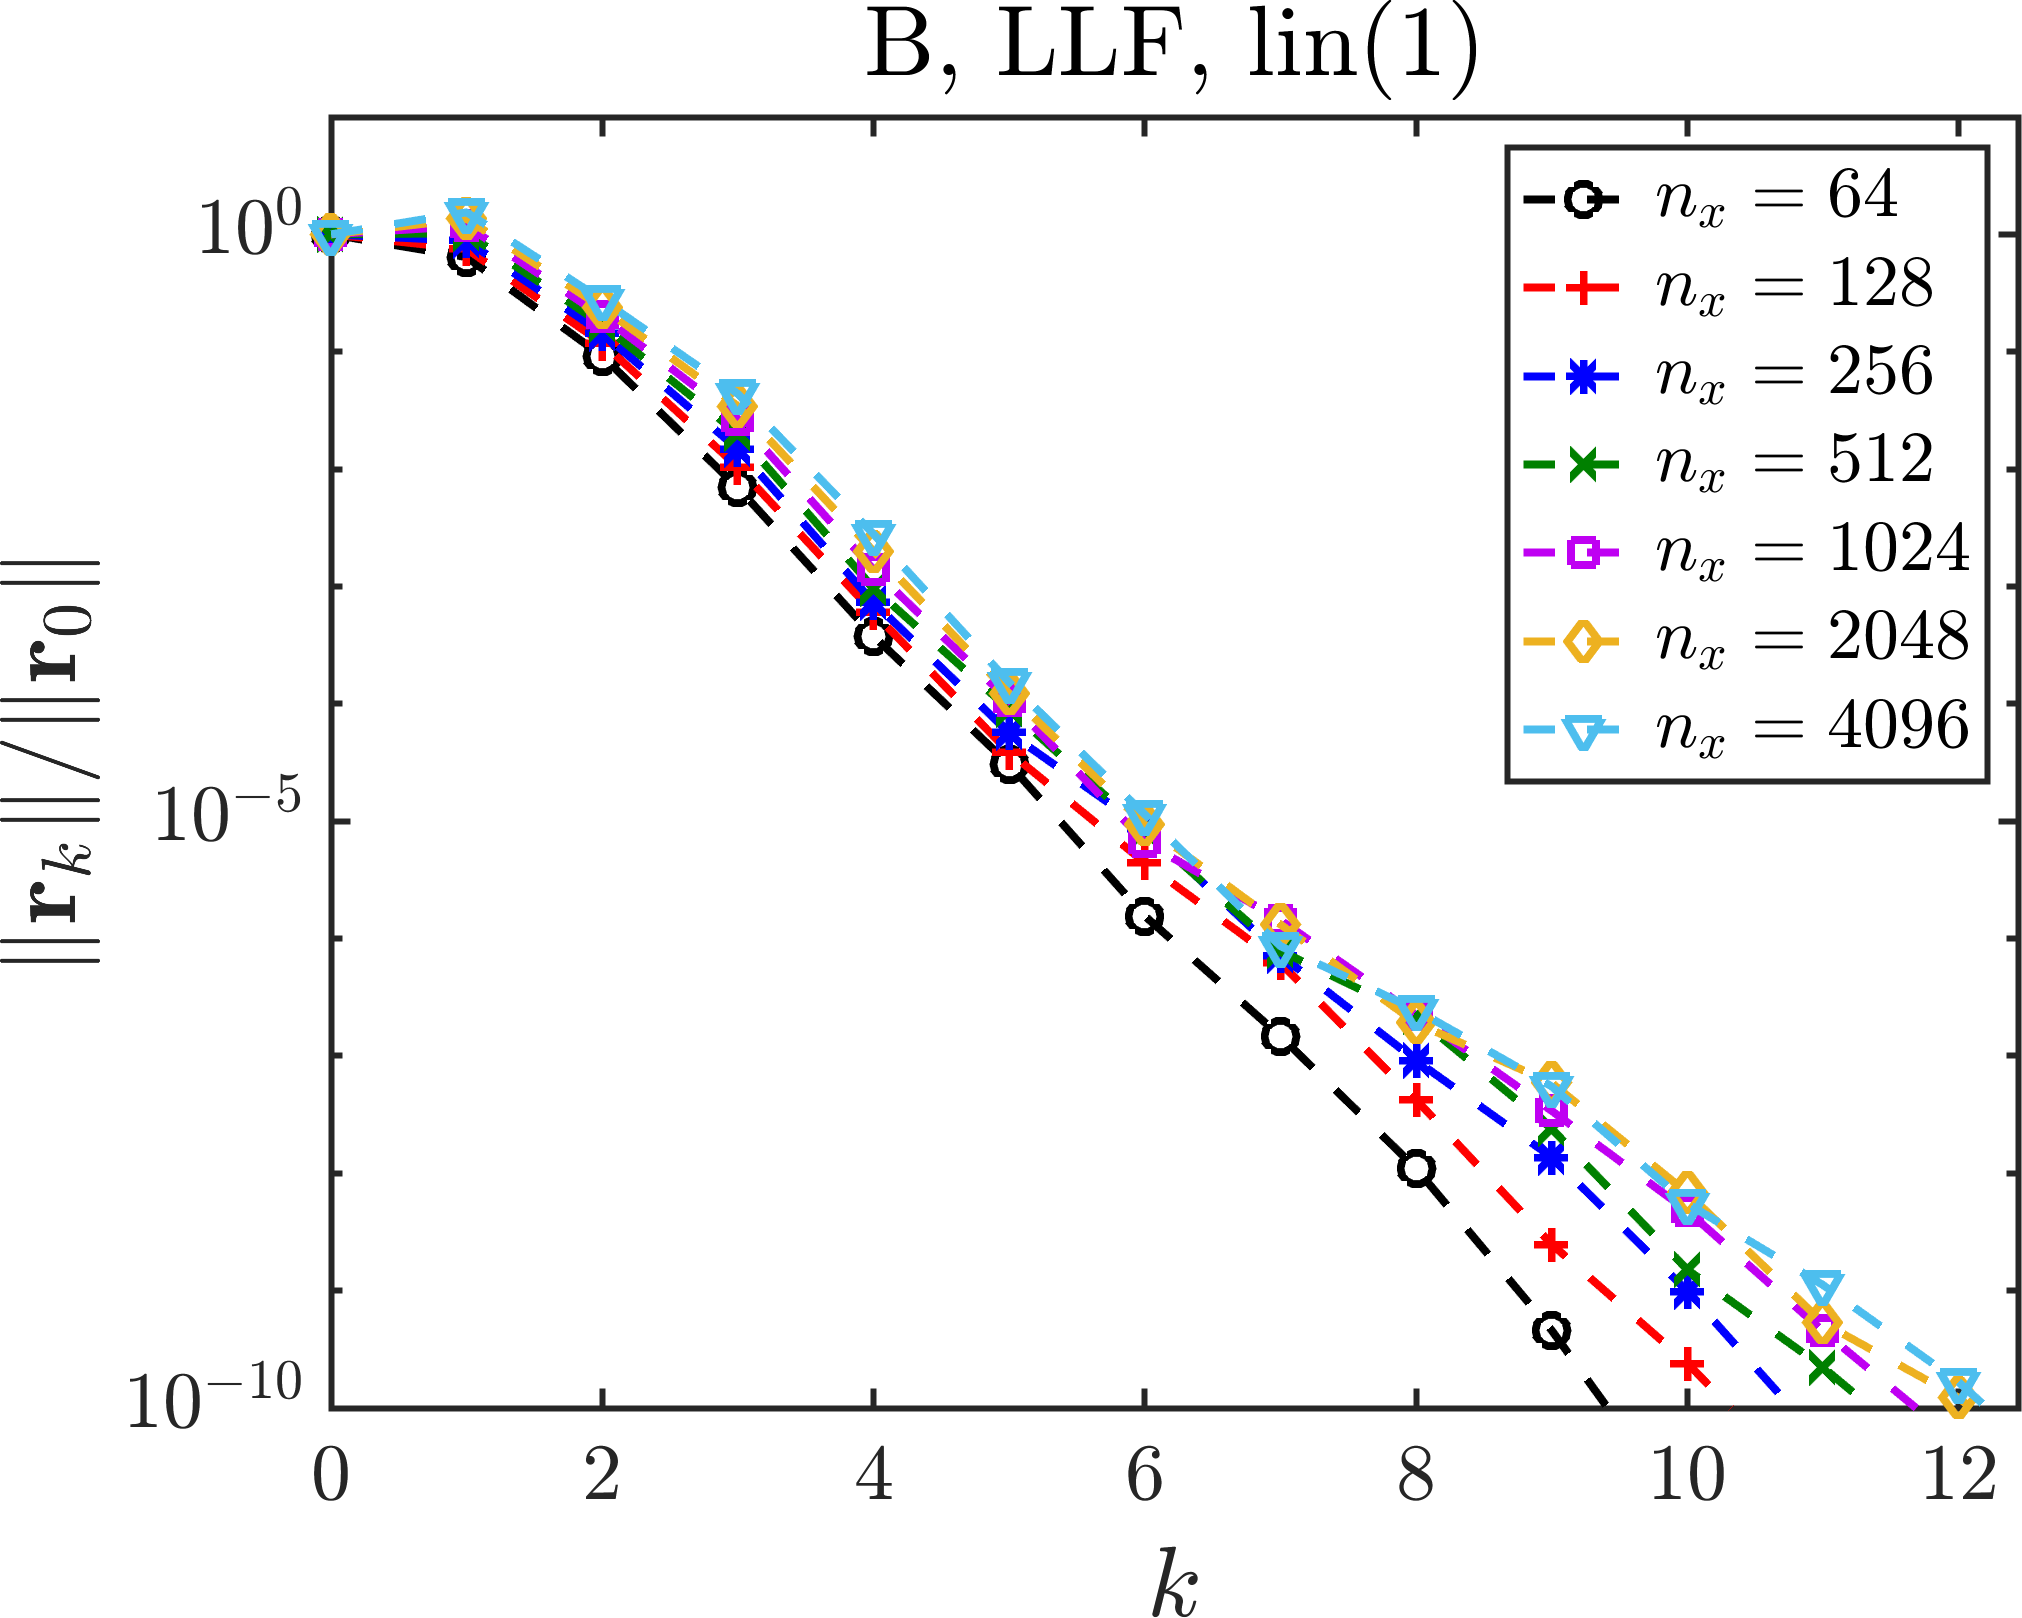 B, LLF, lin(1)
10^0
10^{-5}
10^{-10}
‖r_k‖/‖r_0‖
0 2 4 6 8 10 12
k
n_x = 64
n_x = 128
n_x = 256
n_x = 512
n_x = 1024
n_x = 2048
n_x = 4096